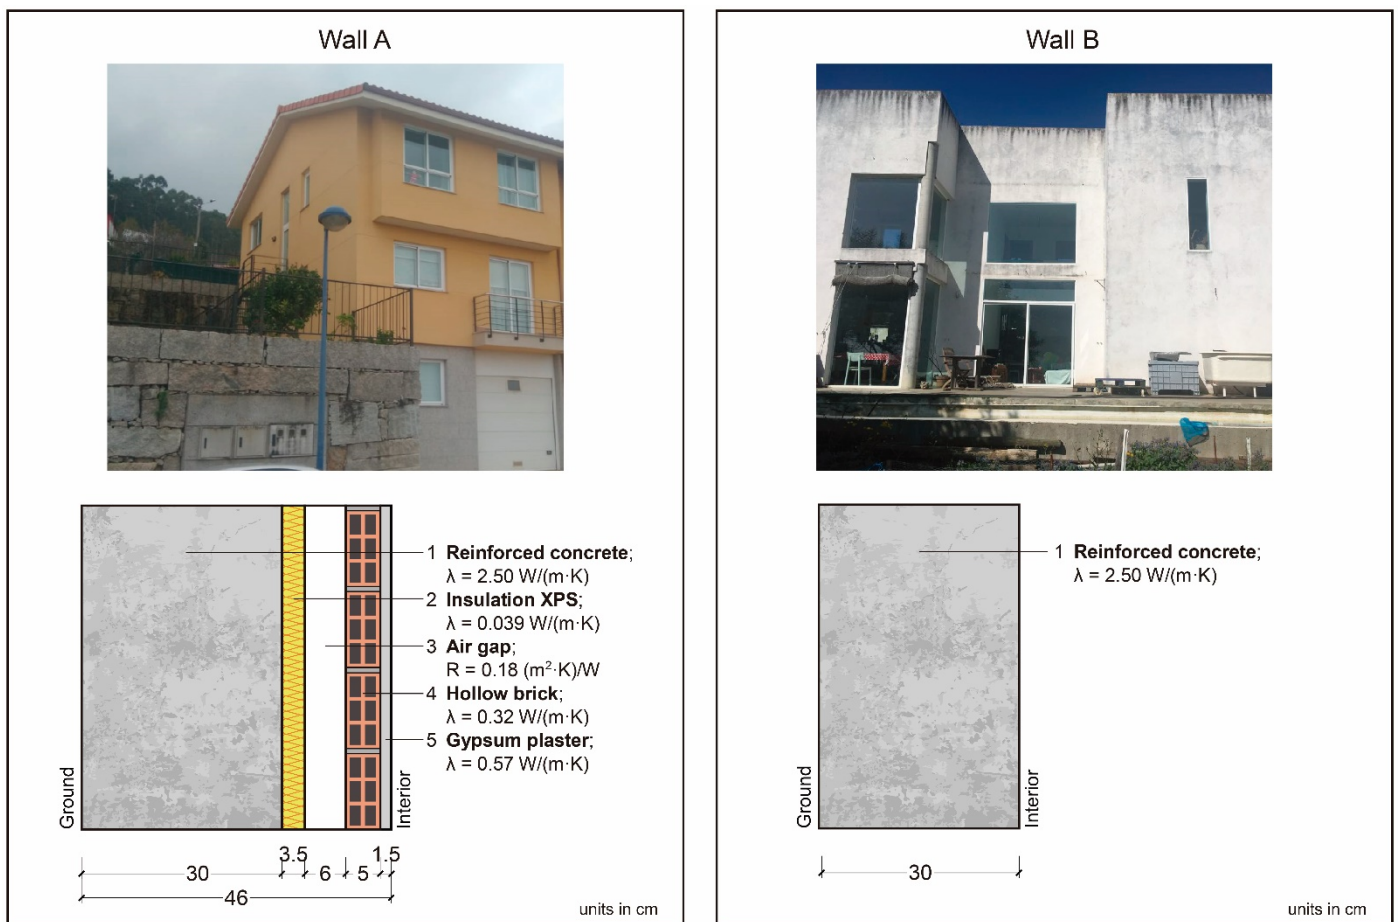 Wall A
1 Reinforced concrete;
λ = 2.50 W/(m·K)
2 Insulation XPS;
λ = 0.039 W/(m·K)
3 Air gap;
R = 0.18 (m²·K)/W
4 Hollow brick;
λ = 0.32 W/(m·K)
5 Gypsum plaster;
λ = 0.57 W/(m·K)
Ground
Interior
3.5
1.5
30
6
5
46
units in cm
Wall B
1 Reinforced concrete;
λ = 2.50 W/(m·K)
Ground
Interior
30
units in cm